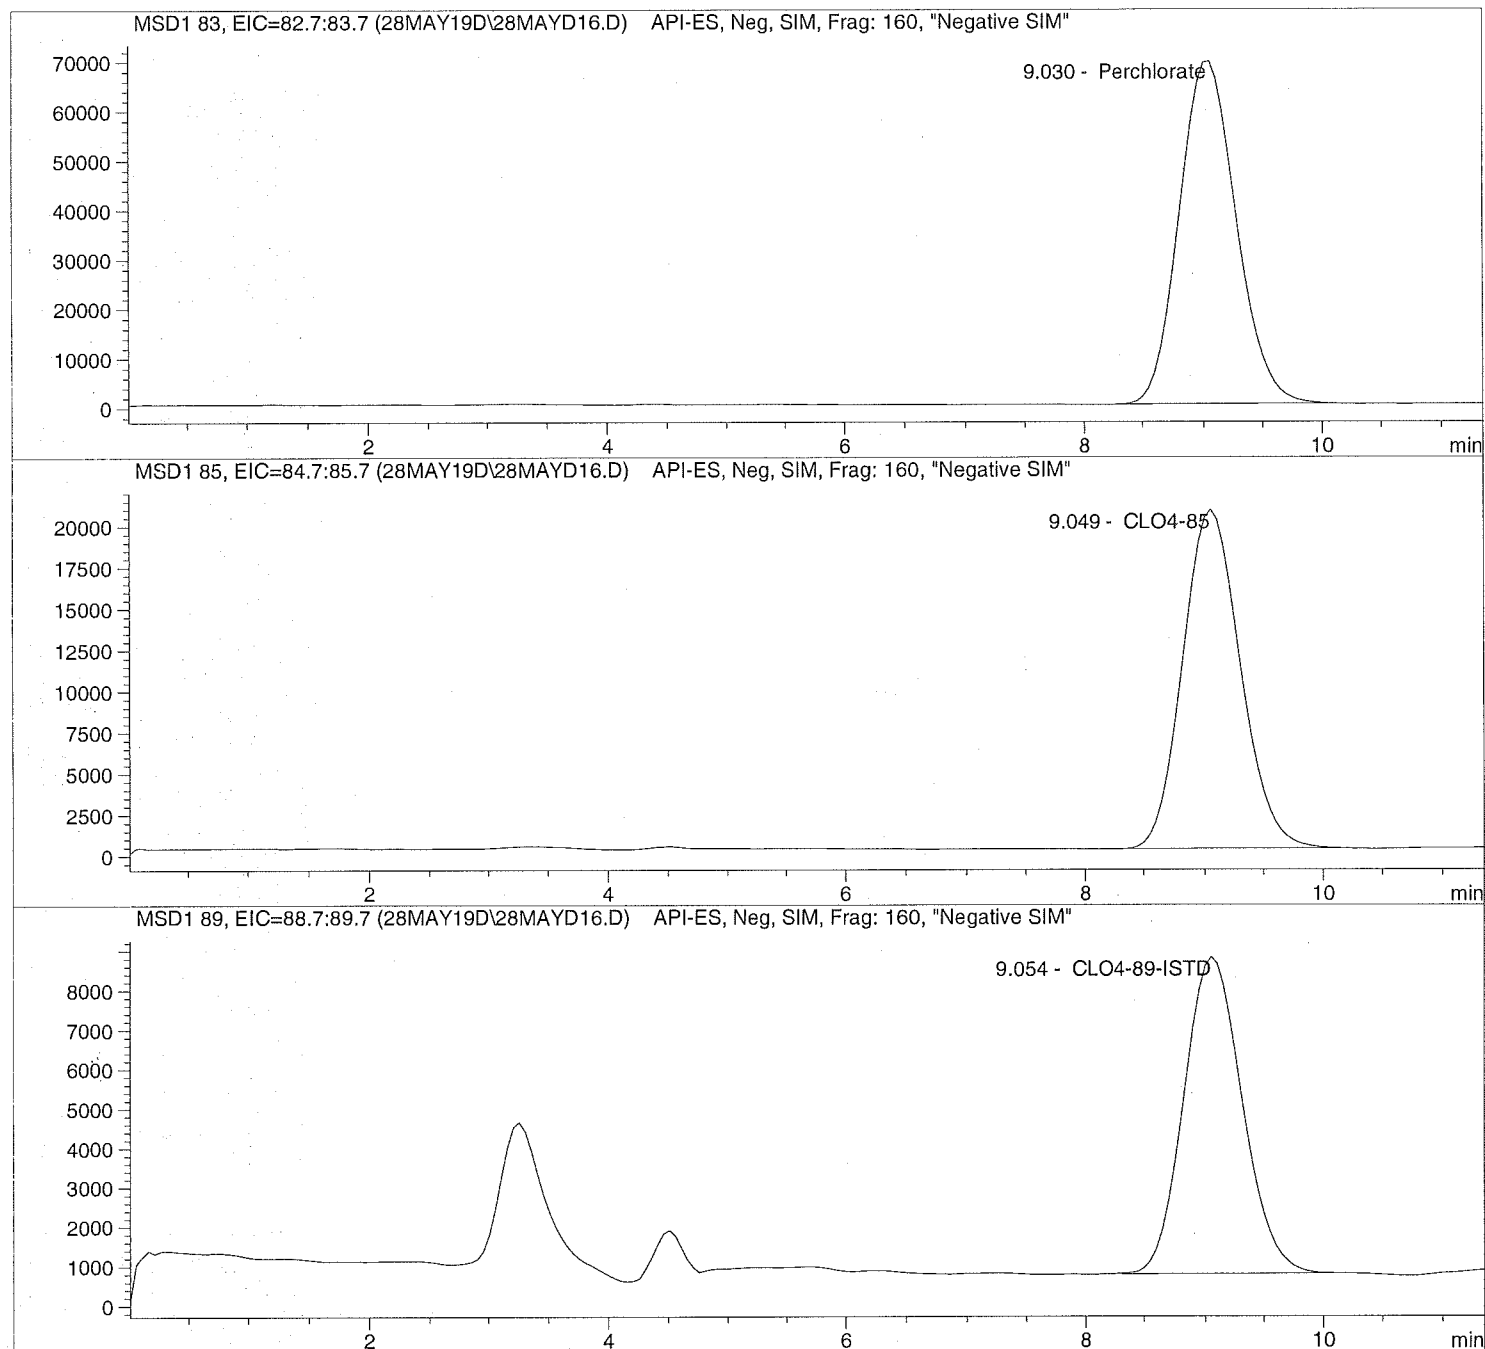 MSD1 83, EIC=82.7:83.7 (28MAY19D\28MAYD16.D) API-ES, Neg, SIM, Frag: 160, "Negative SIM"
70000
9.030 - Perchlorate
60000
50000
40000
30000
20000
10000
0
2 4 6 8 10 min
MSD1 85, EIC=84.7:85.7 (28MAY19D\28MAYD16.D) API-ES, Neg, SIM, Frag: 160, "Negative SIM"
20000
9.049 - CLO4-85
17500
15000
12500
10000
7500
5000
2500
0
2 4 6 8 10 min
MSD1 89, EIC=88.7:89.7 (28MAY19D\28MAYD16.D) API-ES, Neg, SIM, Frag: 160, "Negative SIM"
9.054 - CLO4-89-ISTD
8000
7000
6000
5000
4000
3000
2000
1000
0
2 4 6 8 10 min